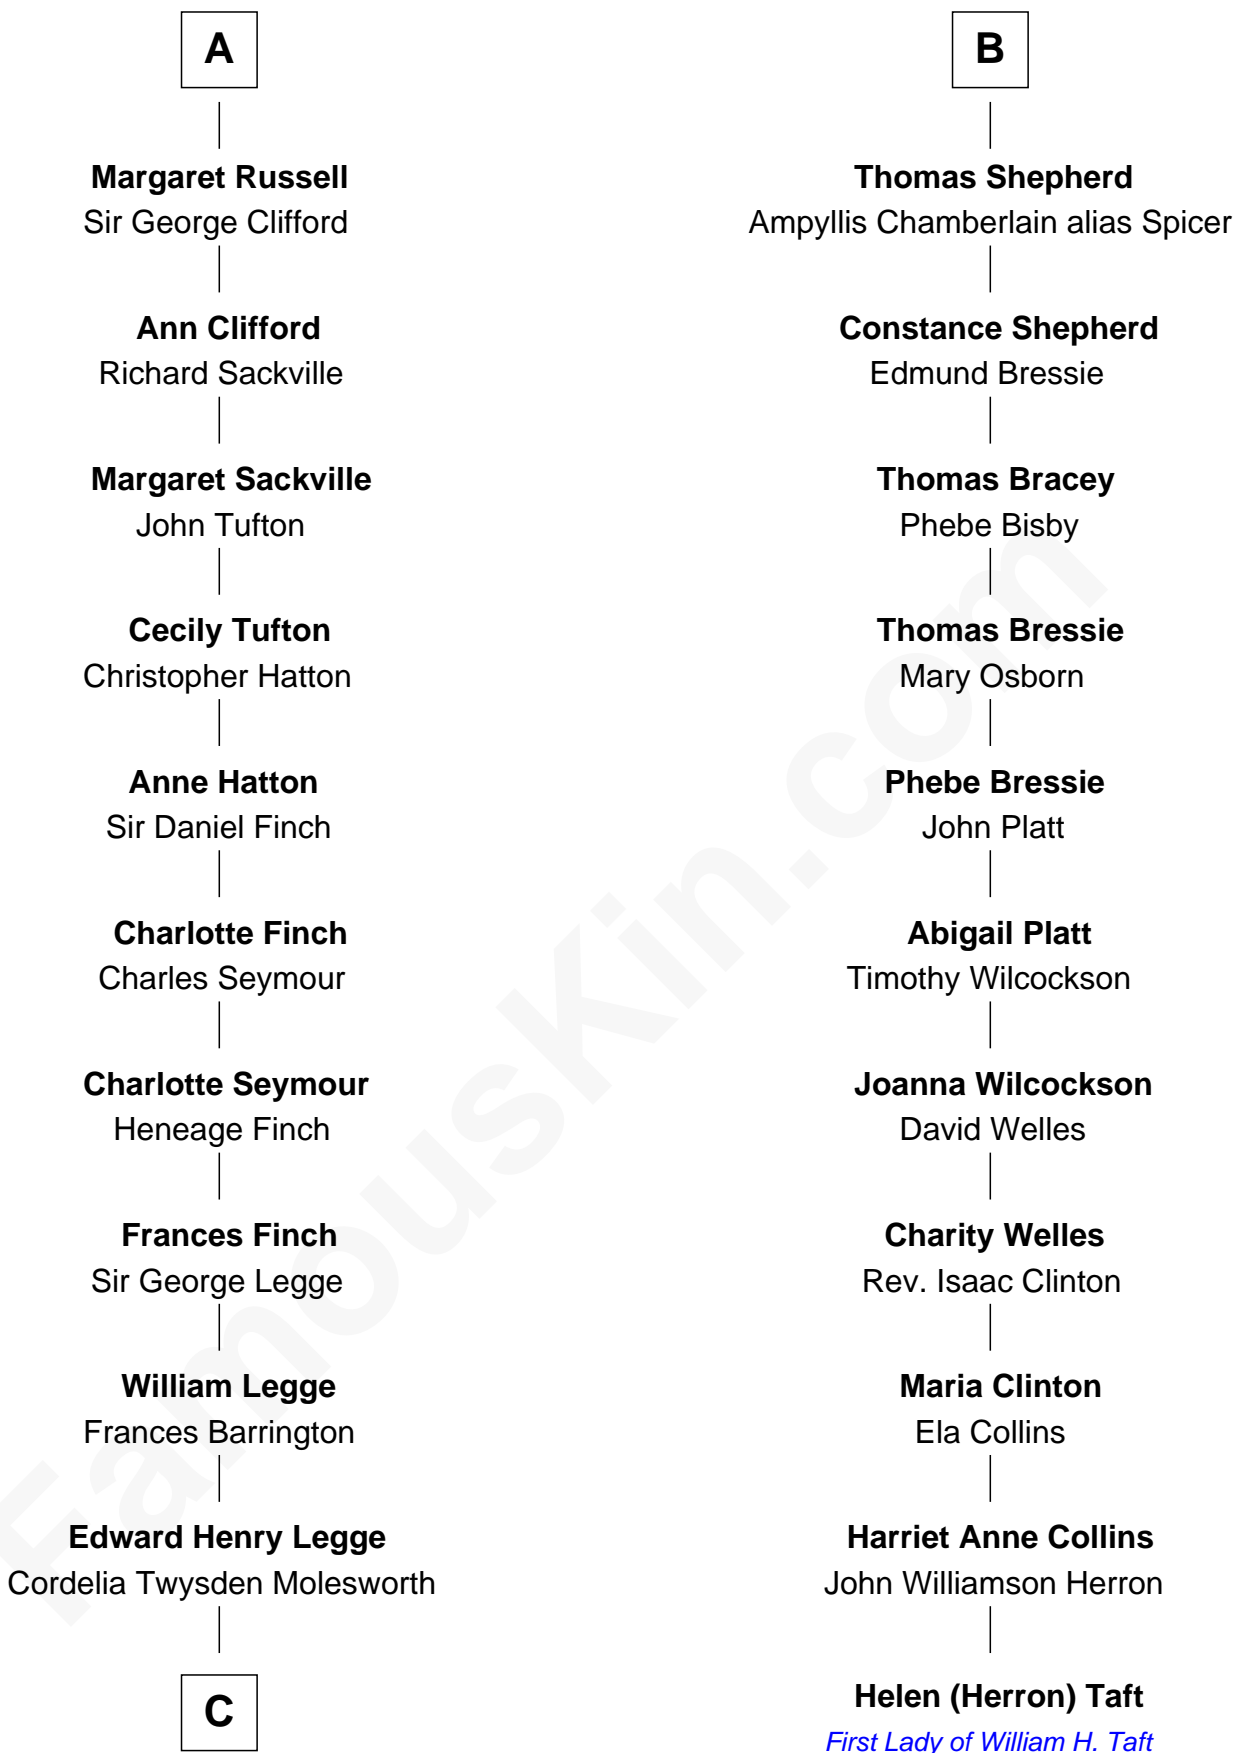 A
Margaret Russell
Sir George Clifford
Ann Clifford
Richard Sackville
Margaret Sackville
John Tufton
Cecily Tufton
Christopher Hatton
Anne Hatton
Sir Daniel Finch
Charlotte Finch
Charles Seymour
Charlotte Seymour
Heneage Finch
Frances Finch
Sir George Legge
William Legge
Frances Barrington
Edward Henry Legge
Cordelia Twysden Molesworth
C
B
Thomas Shepherd
Ampyllis Chamberlain alias Spicer
Constance Shepherd
Edmund Bressie
Thomas Bracey
Phebe Bisby
Thomas Bressie
Mary Osborn
Phebe Bressie
John Platt
Abigail Platt
Timothy Wilcockson
Joanna Wilcockson
David Welles
Charity Welles
Rev. Isaac Clinton
Maria Clinton
Ela Collins
Harriet Anne Collins
John Williamson Herron
Helen (Herron) Taft
First Lady of William H. Taft
FamousKin.com